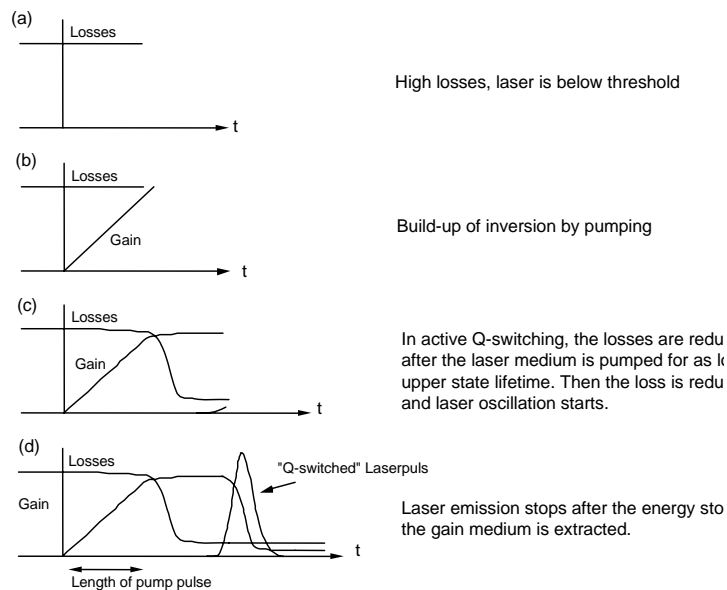 (a)
Losses
t
High losses, laser is below threshold
(b)
Losses
Gain
t
Build-up of inversion by pumping
(c)
Losses
Gain
t
In active Q-switching, the losses are redu
after the laser medium is pumped for as lo
upper state lifetime. Then the loss is redu
and laser oscillation starts.
(d)
Losses
"Q-switched" Laserpuls
Gain
t
Length of pump pulse
Laser emission stops after the energy sto
the gain medium is extracted.